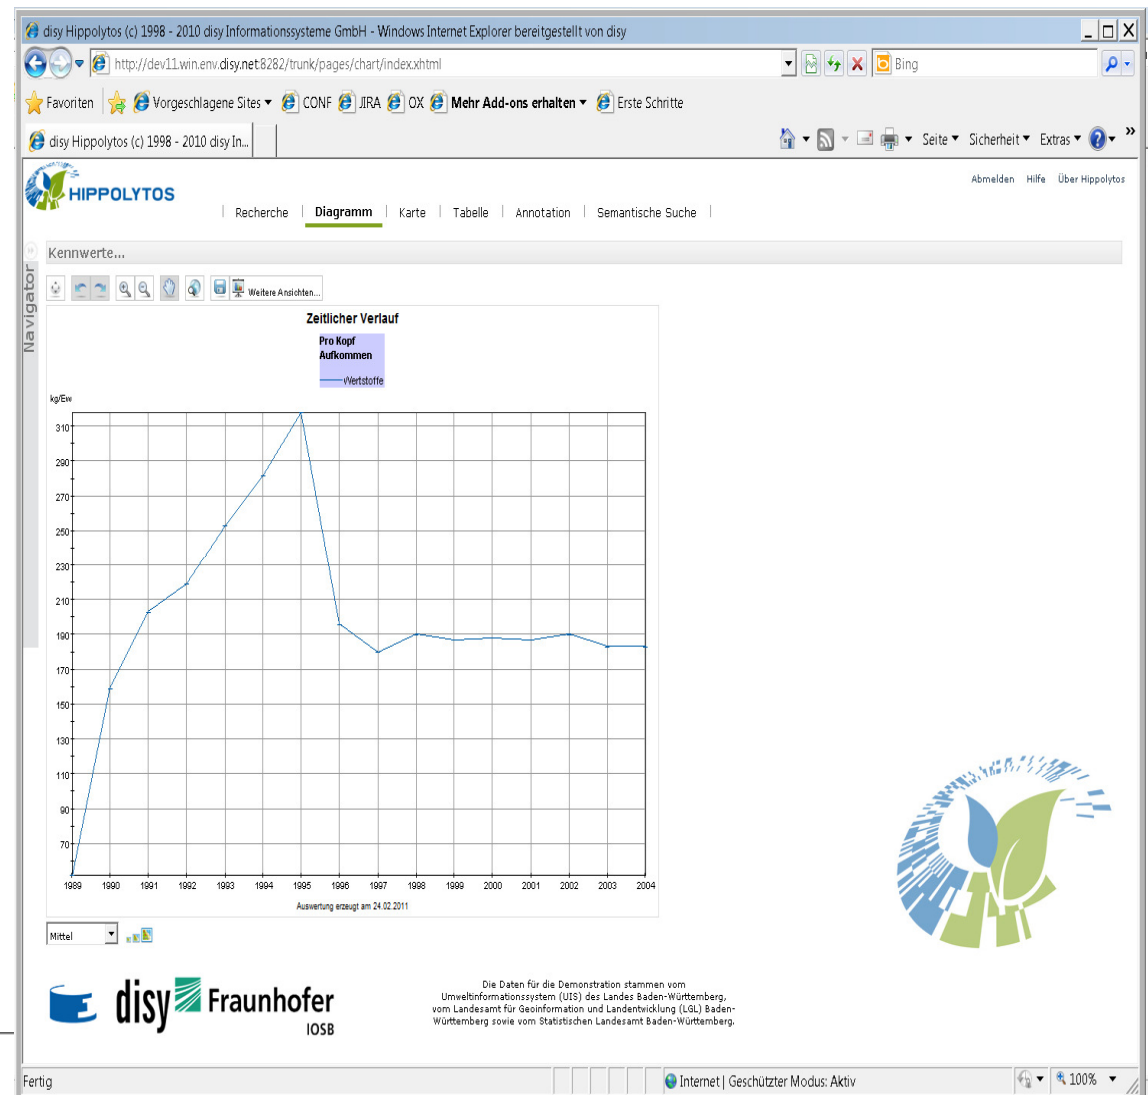 disy Hippolytos (c) 1998 - 2010 disy Informationssysteme GmbH - Windows Internet Explorer bereitgestellt von disy
http://dev11.win.env.disy.net:8282/trunk/pages/chart/index.xhtml
Bing
Favoriten
Vorgeschlagene Sites
CONF
JIRA
OX
Mehr Add-ons erhalten
Erste Schritte
disy Hippolytos (c) 1998 - 2010 disy In...
Seite
Sicherheit
Extras
HIPPOLYTOS
Abmelden Hilfe Über Hippolytos
Recherche | Diagramm | Karte | Tabelle | Annotation | Semantische Suche |
Navigator
Kennwerte...
Weitere Ansichten...
Zeitlicher Verlauf
Pro Kopf
Aufkommen
Wertstoffe
kg/Ew
310
290
270
250
230
210
190
170
150
130
110
90
70
1989 1990 1991 1992 1993 1994 1995 1996 1997 1998 1999 2000 2001 2002 2003 2004
Auswertung erzeugt am 24.02.2011
Mittel
disy
Fraunhofer
IOSB
Die Daten für die Demonstration stammen vom
Umweltinformationssystem (UIS) des Landes Baden-Württemberg,
vom Landesamt für Geoinformation und Landentwicklung (LGL) Baden-
Württemberg sowie vom Statistischen Landesamt Baden-Württemberg.
Fertig
Internet | Geschützter Modus: Aktiv
100%